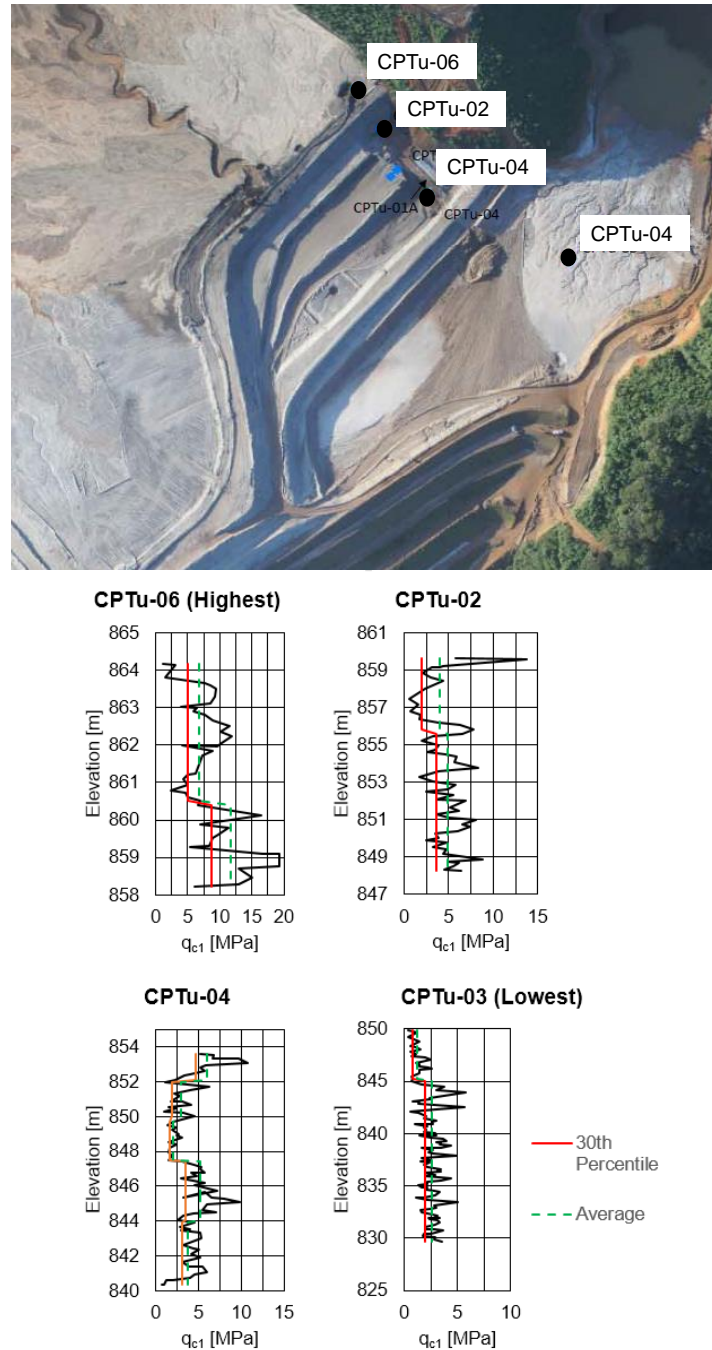 CPTu-06
CPTu-02
CPT
CPTu-04
CPTu-01A
CPTu-04
CPTu-04
CPTu-06 (Highest)
865
864
863
862
861
860
859
858
0 5 10 15 20
Elevation [m]
qc1 [MPa]
CPTu-02
861
859
857
855
853
851
849
847
0 5 10 15
Elevation [m]
qc1 [MPa]
CPTu-04
854
852
850
848
846
844
842
840
0 5 10 15
Elevation [m]
qc1 [MPa]
CPTu-03 (Lowest)
850
845
840
835
830
825
0 5 10
Elevation [m]
qc1 [MPa]
30th
Percentile
Average